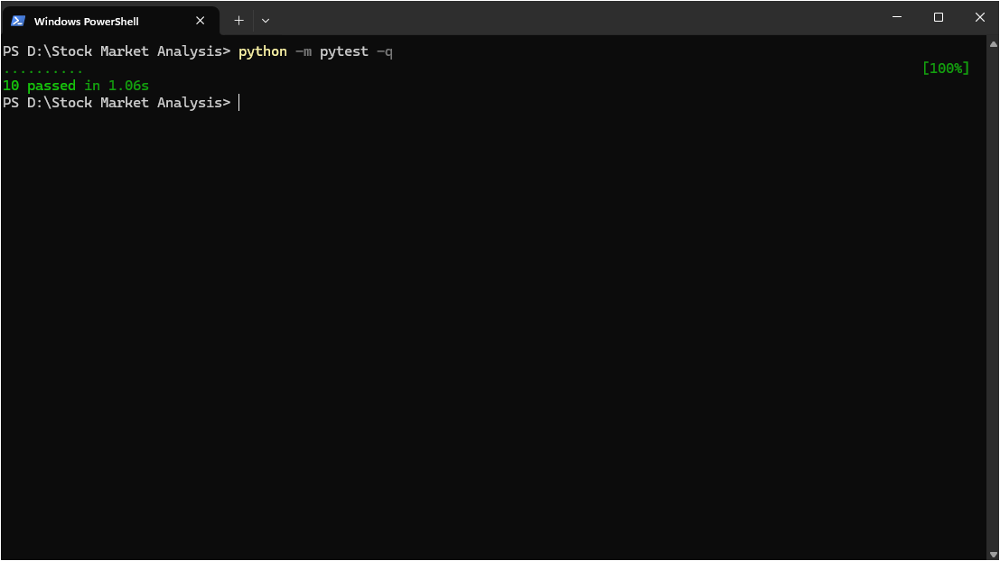 Windows PowerShell
PS D:\Stock Market Analysis> python -m pytest -q
.......... [100%]
10 passed in 1.06s
PS D:\Stock Market Analysis>